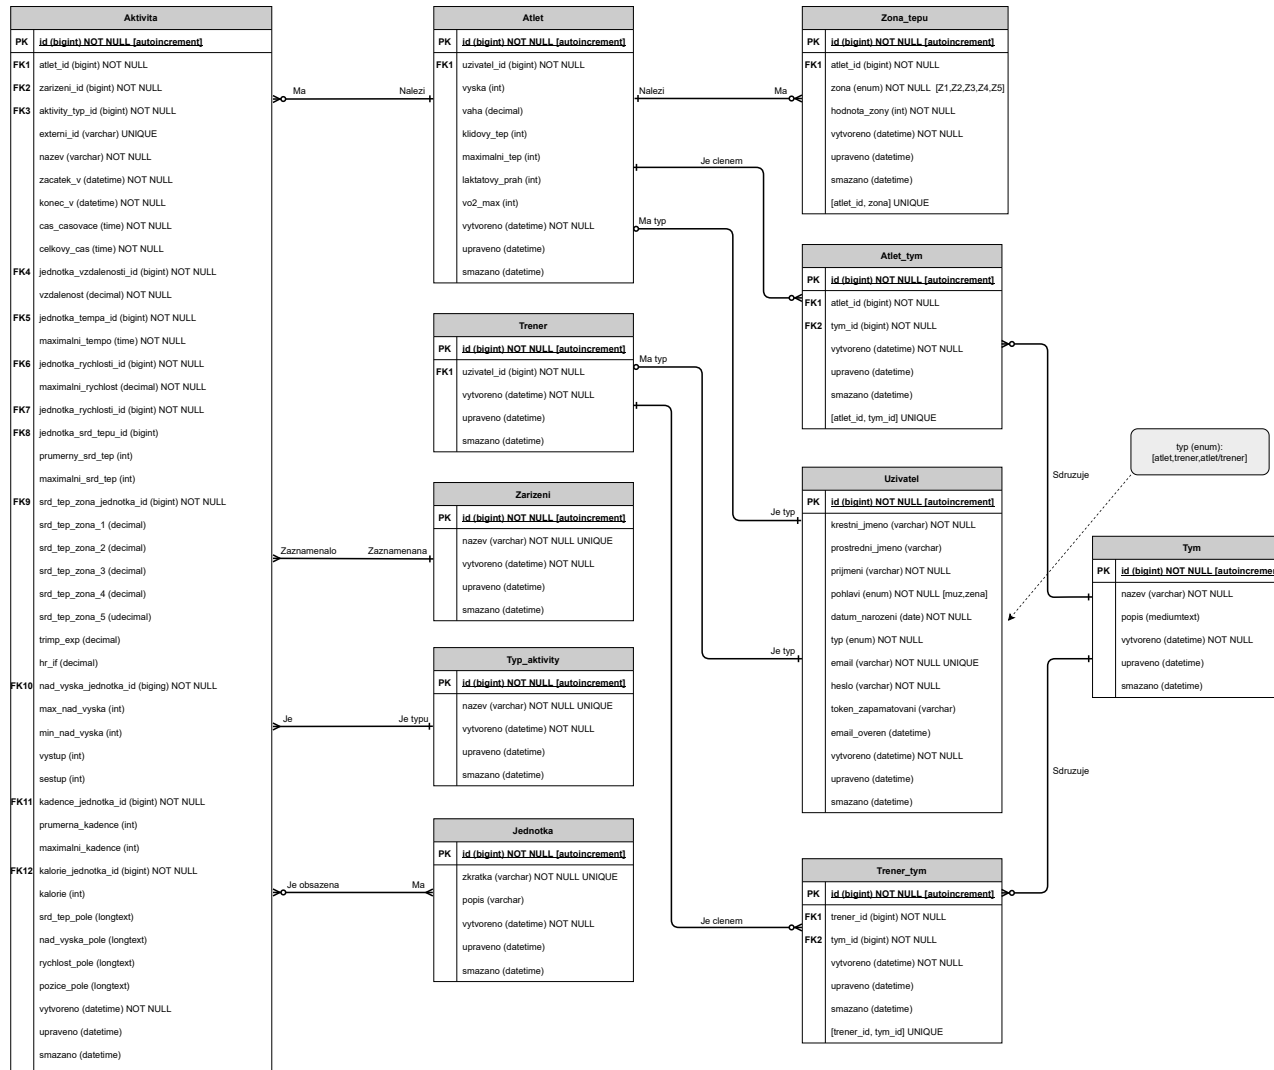 Aktivita
PK id (bigint) NOT NULL [autoincrement]
FK1 atlet_id (bigint) NOT NULL
FK2 zarizeni_id (bigint) NOT NULL
FK3 aktivity_typ_id (bigint) NOT NULL
externi_id (varchar) UNIQUE
nazev (varchar) NOT NULL
zacatek_v (datetime) NOT NULL
konec_v (datetime) NOT NULL
cas_casovace (time) NOT NULL
celkovy_cas (time) NOT NULL
FK4 jednotka_vzdalenosti_id (bigint) NOT NULL
vzdalenost (decimal) NOT NULL
FK5 jednotka_tempa_id (bigint) NOT NULL
maximalni_tempo (time) NOT NULL
FK6 jednotka_rychlosti_id (bigint) NOT NULL
maximalni_rychlost (decimal) NOT NULL
FK7 jednotka_rychlosti_id (bigint) NOT NULL
FK8 jednotka_srd_tepu_id (bigint)
prumerny_srd_tep (int)
maximalni_srd_tep (int)
FK9 srd_tep_zona_jednotka_id (bigint) NOT NULL
srd_tep_zona_1 (decimal)
srd_tep_zona_2 (decimal)
srd_tep_zona_3 (decimal)
srd_tep_zona_4 (decimal)
srd_tep_zona_5 (udecimal)
trimp_exp (decimal)
hr_if (decimal)
FK10 nad_vyska_jednotka_id (biging) NOT NULL
max_nad_vyska (int)
min_nad_vyska (int)
vystup (int)
sestup (int)
FK11 kadence_jednotka_id (bigint) NOT NULL
prumerna_kadence (int)
maximalni_kadence (int)
FK12 kalorie_jednotka_id (bigint) NOT NULL
kalorie (int)
srd_tep_pole (longtext)
nad_vyska_pole (longtext)
rychlost_pole (longtext)
pozice_pole (longtext)
vytvoreno (datetime) NOT NULL
upraveno (datetime)
smazano (datetime)
Ma Nalezi
Zaznamenalo Zaznamenana
Je Je typu
Je obsazena Ma
Atlet
PK id (bigint) NOT NULL [autoincrement]
FK1 uzivatel_id (bigint) NOT NULL
vyska (int)
vaha (decimal)
klidovy_tep (int)
maximalni_tep (int)
laktatovy_prah (int)
vo2_max (int)
vytvoreno (datetime) NOT NULL
upraveno (datetime)
smazano (datetime)
Trener
PK id (bigint) NOT NULL [autoincrement]
FK1 uzivatel_id (bigint) NOT NULL
vytvoreno (datetime) NOT NULL
upraveno (datetime)
smazano (datetime)
Zarizeni
PK id (bigint) NOT NULL [autoincrement]
nazev (varchar) NOT NULL UNIQUE
vytvoreno (datetime) NOT NULL
upraveno (datetime)
smazano (datetime)
Typ_aktivity
PK id (bigint) NOT NULL [autoincrement]
nazev (varchar) NOT NULL UNIQUE
vytvoreno (datetime) NOT NULL
upraveno (datetime)
smazano (datetime)
Jednotka
PK id (bigint) NOT NULL [autoincrement]
zkratka (varchar) NOT NULL UNIQUE
popis (varchar)
vytvoreno (datetime) NOT NULL
upraveno (datetime)
smazano (datetime)
Nalezi Ma
Je clenem
Ma typ
Ma typ
Je typ
Je typ
Je clenem
Zona_tepu
PK id (bigint) NOT NULL [autoincrement]
FK1 atlet_id (bigint) NOT NULL
zona (enum) NOT NULL [Z1,Z2,Z3,Z4,Z5]
hodnota_zony (int) NOT NULL
vytvoreno (datetime) NOT NULL
upraveno (datetime)
smazano (datetime)
[atlet_id, zona] UNIQUE
Atlet_tym
PK id (bigint) NOT NULL [autoincrement]
FK1 atlet_id (bigint) NOT NULL
FK2 tym_id (bigint) NOT NULL
vytvoreno (datetime) NOT NULL
upraveno (datetime)
smazano (datetime)
[atlet_id, tym_id] UNIQUE
Uzivatel
PK id (bigint) NOT NULL [autoincrement]
krestni_jmeno (varchar) NOT NULL
prostredni_jmeno (varchar)
prijmeni (varchar) NOT NULL
pohlavi (enum) NOT NULL [muz,zena]
datum_narozeni (date) NOT NULL
typ (enum) NOT NULL
email (varchar) NOT NULL UNIQUE
heslo (varchar) NOT NULL
token_zapamatovani (varchar)
email_overen (datetime)
vytvoreno (datetime) NOT NULL
upraveno (datetime)
smazano (datetime)
Trener_tym
PK id (bigint) NOT NULL [autoincrement]
FK1 trener_id (bigint) NOT NULL
FK2 tym_id (bigint) NOT NULL
vytvoreno (datetime) NOT NULL
upraveno (datetime)
smazano (datetime)
[trener_id, tym_id] UNIQUE
typ (enum):
[atlet,trener,atlet/trener]
Sdruzuje
Tym
PK id (bigint) NOT NULL [autoincremen
nazev (varchar) NOT NULL
popis (mediumtext)
vytvoreno (datetime) NOT NULL
upraveno (datetime)
smazano (datetime)
Sdruzuje